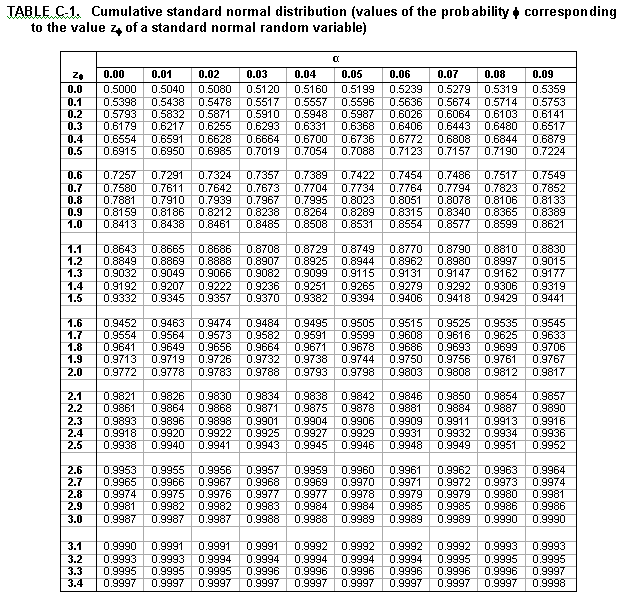 TABLE C-1. Cumulative standard normal distribution (values of the probability ϕ corresponding
to the value zϕ of a standard normal random variable)
α
zϕ 0.00 0.01 0.02 0.03 0.04 0.05 0.06 0.07 0.08 0.09
0.0 0.5000 0.5040 0.5080 0.5120 0.5160 0.5199 0.5239 0.5279 0.5319 0.5359
0.1 0.5398 0.5438 0.5478 0.5517 0.5557 0.5596 0.5636 0.5674 0.5714 0.5753
0.2 0.5793 0.5832 0.5871 0.5910 0.5948 0.5987 0.6026 0.6064 0.6103 0.6141
0.3 0.6179 0.6217 0.6255 0.6293 0.6331 0.6368 0.6406 0.6443 0.6480 0.6517
0.4 0.6554 0.6591 0.6628 0.6664 0.6700 0.6736 0.6772 0.6808 0.6844 0.6879
0.5 0.6915 0.6950 0.6985 0.7019 0.7054 0.7088 0.7123 0.7157 0.7190 0.7224
0.6 0.7257 0.7291 0.7324 0.7357 0.7389 0.7422 0.7454 0.7486 0.7517 0.7549
0.7 0.7580 0.7611 0.7642 0.7673 0.7704 0.7734 0.7764 0.7794 0.7823 0.7852
0.8 0.7881 0.7910 0.7939 0.7967 0.7995 0.8023 0.8051 0.8078 0.8106 0.8133
0.9 0.8159 0.8186 0.8212 0.8238 0.8264 0.8289 0.8315 0.8340 0.8365 0.8389
1.0 0.8413 0.8438 0.8461 0.8485 0.8508 0.8531 0.8554 0.8577 0.8599 0.8621
1.1 0.8643 0.8665 0.8686 0.8708 0.8729 0.8749 0.8770 0.8790 0.8810 0.8830
1.2 0.8849 0.8869 0.8888 0.8907 0.8925 0.8944 0.8962 0.8980 0.8997 0.9015
1.3 0.9032 0.9049 0.9066 0.9082 0.9099 0.9115 0.9131 0.9147 0.9162 0.9177
1.4 0.9192 0.9207 0.9222 0.9236 0.9251 0.9265 0.9279 0.9292 0.9306 0.9319
1.5 0.9332 0.9345 0.9357 0.9370 0.9382 0.9394 0.9406 0.9418 0.9429 0.9441
1.6 0.9452 0.9463 0.9474 0.9484 0.9495 0.9505 0.9515 0.9525 0.9535 0.9545
1.7 0.9554 0.9564 0.9573 0.9582 0.9591 0.9599 0.9608 0.9616 0.9625 0.9633
1.8 0.9641 0.9649 0.9656 0.9664 0.9671 0.9678 0.9686 0.9693 0.9699 0.9706
1.9 0.9713 0.9719 0.9726 0.9732 0.9738 0.9744 0.9750 0.9756 0.9761 0.9767
2.0 0.9772 0.9778 0.9783 0.9788 0.9793 0.9798 0.9803 0.9808 0.9812 0.9817
2.1 0.9821 0.9826 0.9830 0.9834 0.9838 0.9842 0.9846 0.9850 0.9854 0.9857
2.2 0.9861 0.9864 0.9868 0.9871 0.9875 0.9878 0.9881 0.9884 0.9887 0.9890
2.3 0.9893 0.9896 0.9898 0.9901 0.9904 0.9906 0.9909 0.9911 0.9913 0.9916
2.4 0.9918 0.9920 0.9922 0.9925 0.9927 0.9929 0.9931 0.9932 0.9934 0.9936
2.5 0.9938 0.9940 0.9941 0.9943 0.9945 0.9946 0.9948 0.9949 0.9951 0.9952
2.6 0.9953 0.9955 0.9956 0.9957 0.9959 0.9960 0.9961 0.9962 0.9963 0.9964
2.7 0.9965 0.9966 0.9967 0.9968 0.9969 0.9970 0.9971 0.9972 0.9973 0.9974
2.8 0.9974 0.9975 0.9976 0.9977 0.9977 0.9978 0.9979 0.9979 0.9980 0.9981
2.9 0.9981 0.9982 0.9982 0.9983 0.9984 0.9984 0.9985 0.9985 0.9986 0.9986
3.0 0.9987 0.9987 0.9987 0.9988 0.9988 0.9989 0.9989 0.9989 0.9990 0.9990
3.1 0.9990 0.9991 0.9991 0.9991 0.9992 0.9992 0.9992 0.9992 0.9993 0.9993
3.2 0.9993 0.9993 0.9994 0.9994 0.9994 0.9994 0.9994 0.9995 0.9995 0.9995
3.3 0.9995 0.9995 0.9995 0.9996 0.9996 0.9996 0.9996 0.9996 0.9996 0.9997
3.4 0.9997 0.9997 0.9997 0.9997 0.9997 0.9997 0.9997 0.9997 0.9997 0.9998